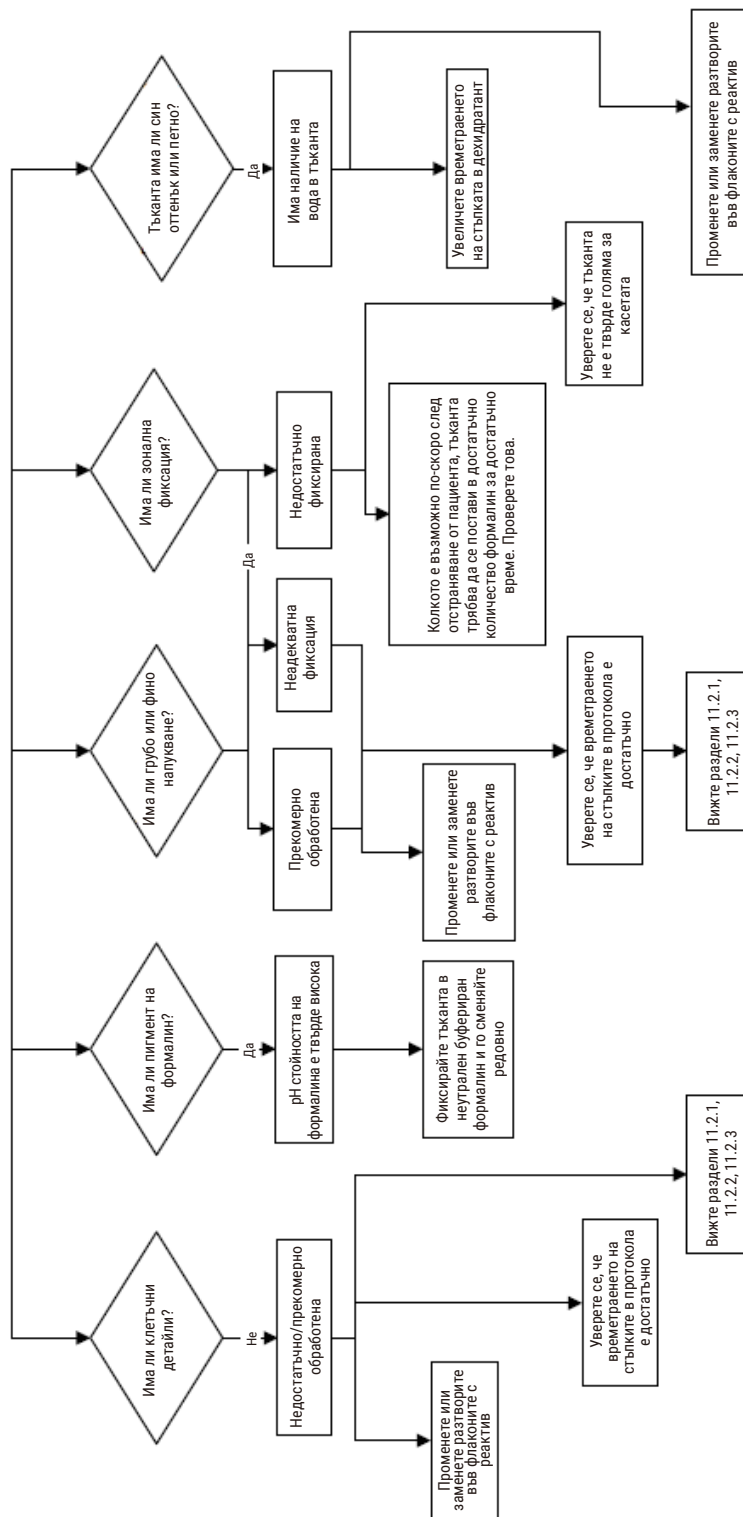 Има ли клетъчни
детайли?
Не
Недостатъчно/прекомерно
обработена
Променете или
заменете разтворите
във флаконите с
реактив
Уверете се, че
времетраенето на
стъпките в протокола
е достатъчно
Вижте раздели 11.2.1,
11.2.2, 11.2.3
Има ли пигмент на
формалин?
Да
pH стойността на
формалина е твърде висока
Фиксирайте тъканта в
неутрален буфериран
формалин и го сменяйте
редовно
Има ли грубо или фино
напукване?
Прекомерно
обработена
Неадекватна
фиксация
Променете или заменете
разтворите във
флаконите с реактив
Уверете се, че времетраенето
на стъпките в протокола е
достатъчно
Вижте раздели 11.2.1,
11.2.2, 11.2.3
Има ли зонална
фиксация?
Да
Недостатъчно
фиксирана
Колкото е възможно по-скоро след
отстраняване от пациента, тъканта
трябва да се постави в достатъчно
количество формалин за достатъчно
време. Проверете това.
Уверете се, че тъканта
не е твърде голяма за
касетата
Тъканта има ли син
оттенък или петно?
Да
Има наличие на
вода в тъканта
Увеличете времетраенето
на стъпката в дехидратант
Променете или заменете разтворите
във флаконите с реактив